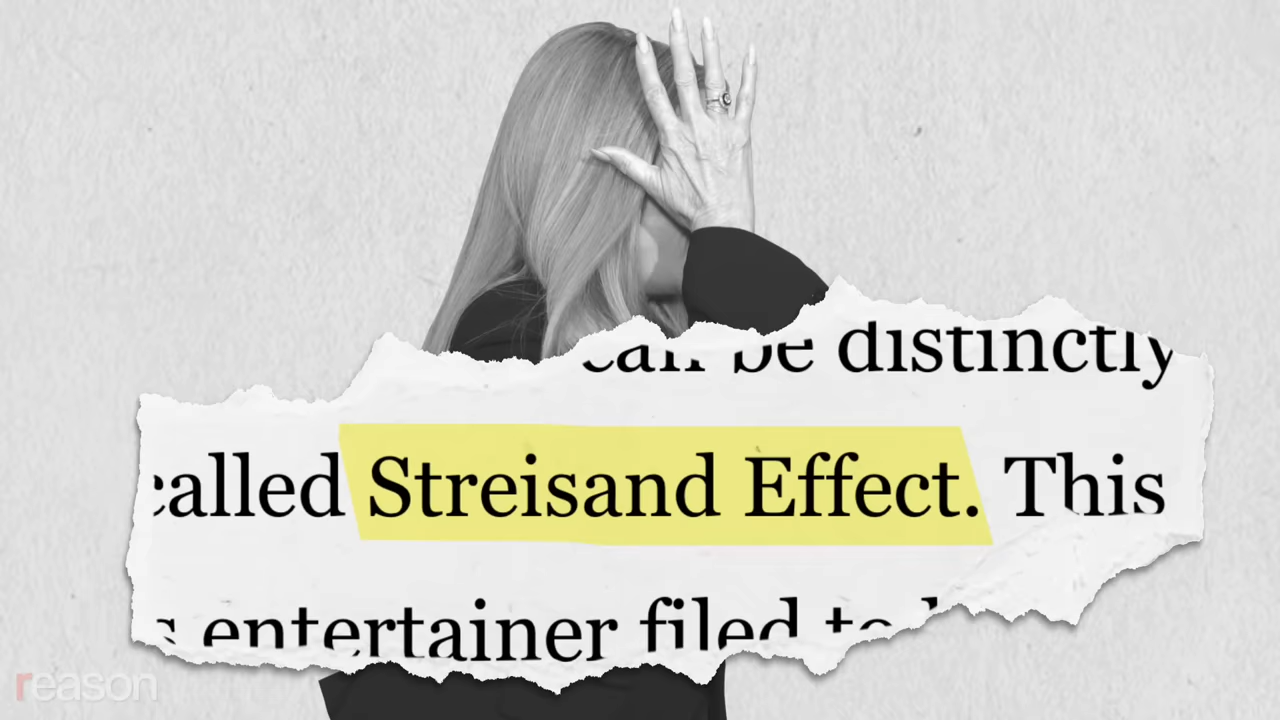 can be distinctly
called Streisand Effect. This
s entertainer filed to
reason